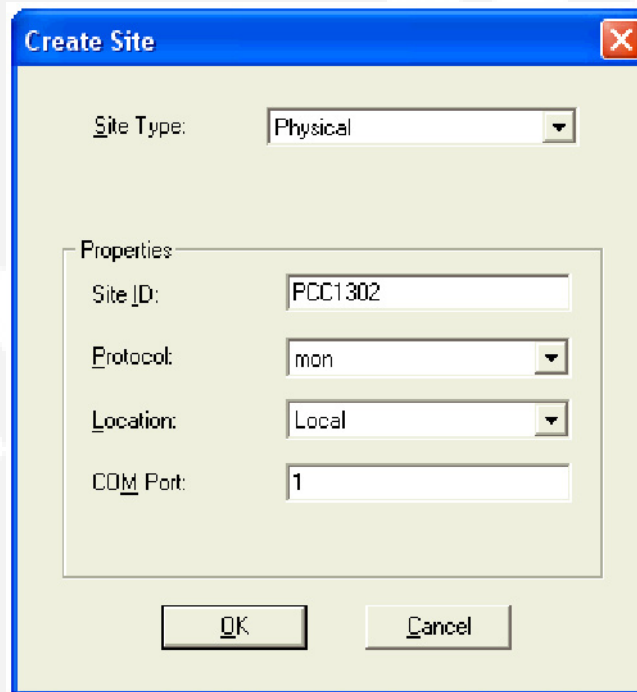 Create Site
Site Type: Physical
Properties
Site ID: PCC1302
Protocol: mon
Location: Local
COM Port: 1
OK Cancel